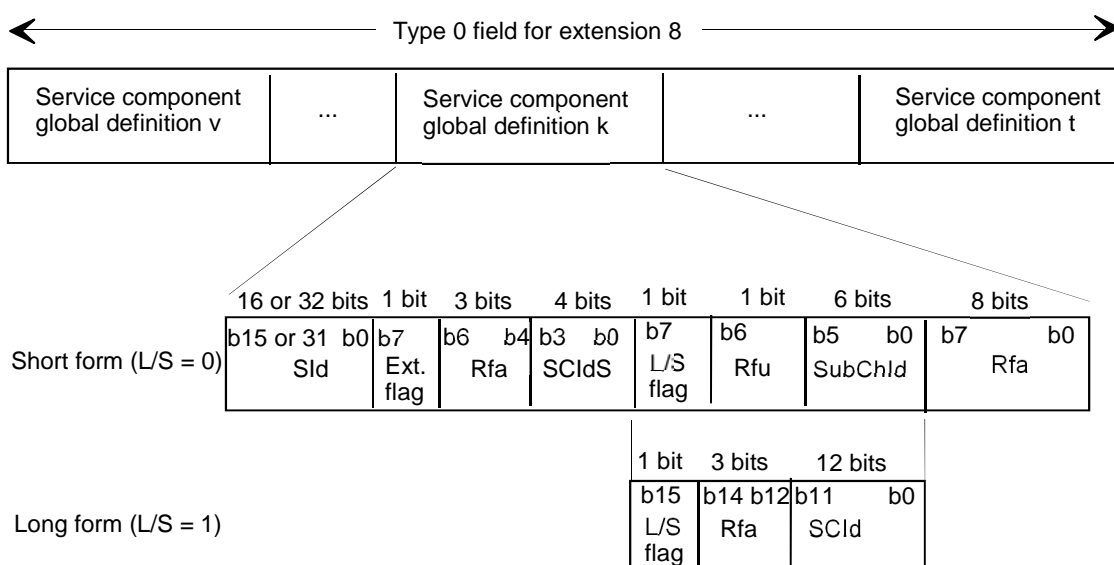 Type 0 field for extension 8
Service component global definition v
...
Service component global definition k
...
Service component global definition t
16 or 32 bits 1 bit 3 bits 4 bits 1 bit 1 bit 6 bits 8 bits
b15 or 31 b0 b7 b6 b4 b3 b0 b7 b6 b5 b0 b7 b0
Short form (L/S = 0) SId Ext. flag Rfa SCIdS L/S flag Rfu SubChId Rfa
1 bit 3 bits 12 bits
b15 b14 b12 b11 b0
Long form (L/S = 1) L/S flag Rfa SCId